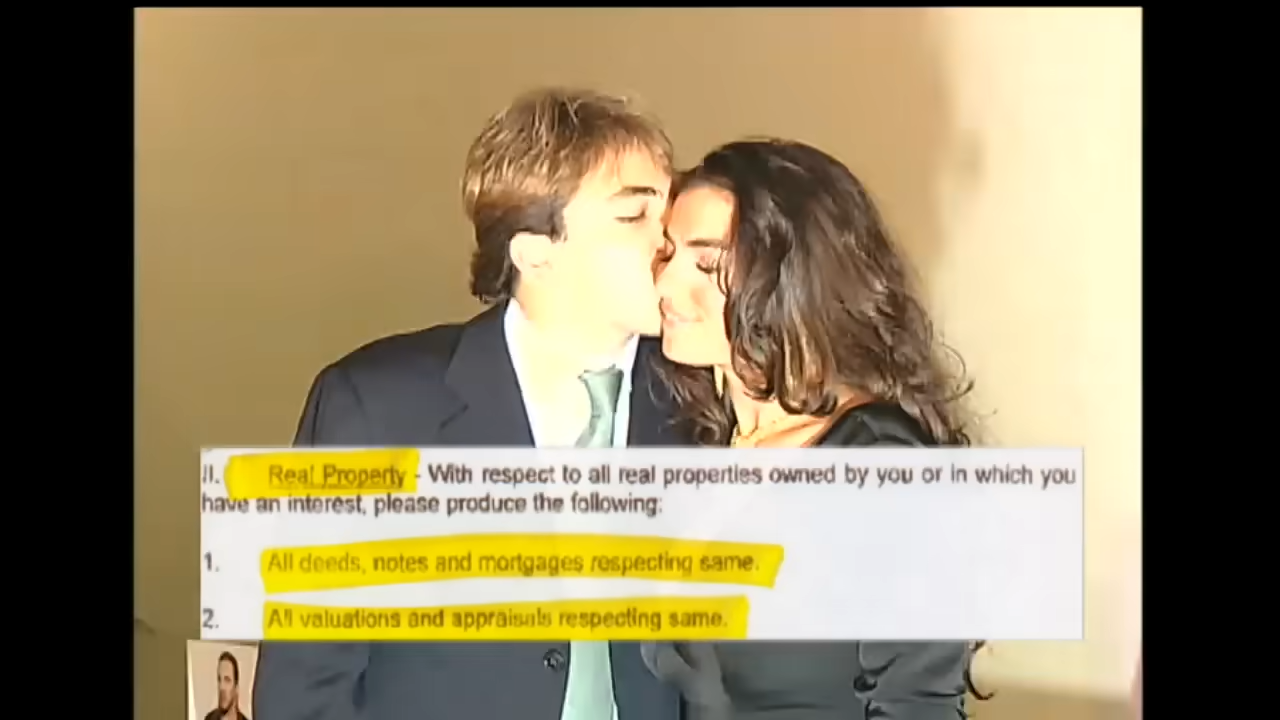 II. Real Property - With respect to all real properties owned by you or in which you
have an interest, please produce the following:
1. All deeds, notes and mortgages respecting same.
2. All valuations and appraisals respecting same.